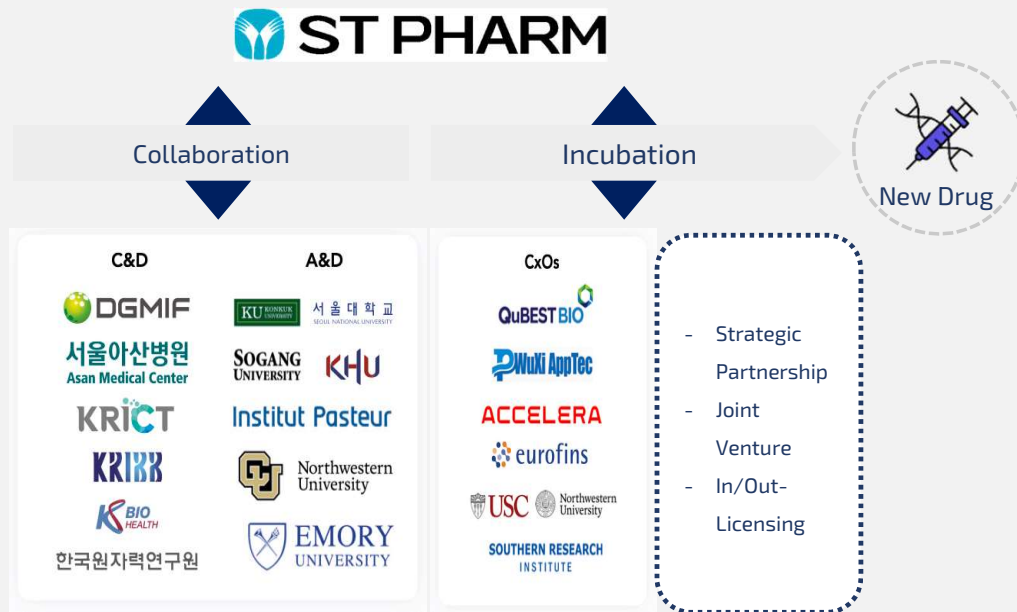 ST PHARM
Collaboration
Incubation
New Drug
C&D
DGMIF
서울아산병원
Asan Medical Center
KRICT
KRIBB
K BIO
HEALTH
한국원자력연구원
A&D
KU KONKUK
UNIVERSITY
서울대학교
SEOUL NATIONAL UNIVERSITY
SOGANG
UNIVERSITY
KHU
Institut Pasteur
CU
Northwestern
University
EMORY
UNIVERSITY
CxOs
QuBEST BIO
WuXi AppTec
ACCELERA
eurofins
USC
Northwestern
University
SOUTHERN RESEARCH
INSTITUTE
- Strategic
Partnership
- Joint
Venture
- In/Out-
Licensing